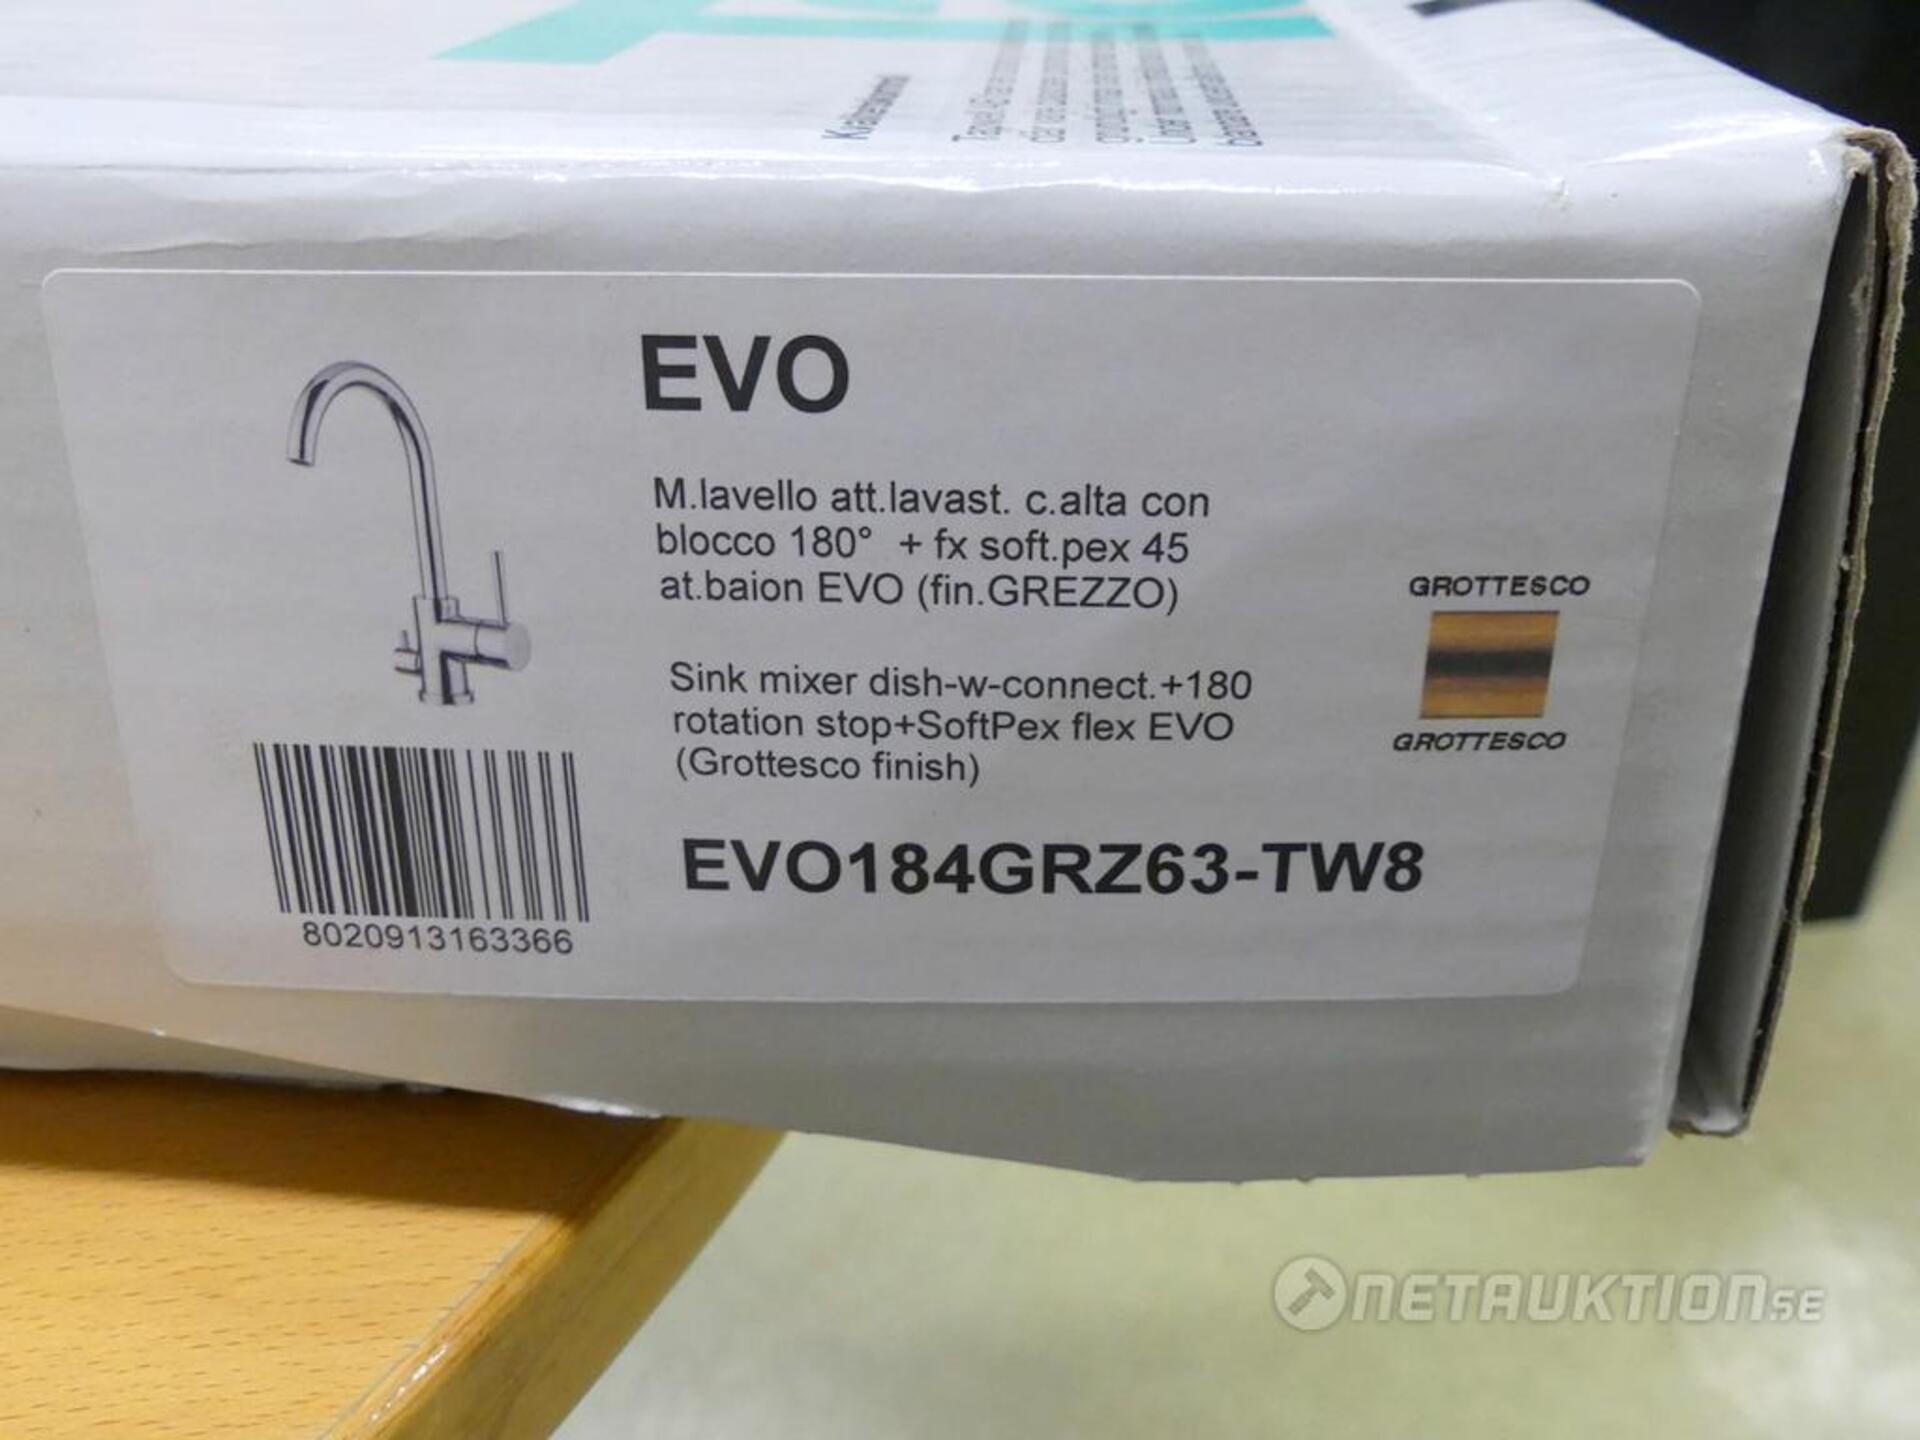 EVO
M.lavello att.lavast. c.alta con
blocco 180° + fx soft.pex 45
at.baion EVO (fin.GREZZO)
Sink mixer dish-w-connect.+180
rotation stop+SoftPex flex EVO
(Grottesco finish)
GROTTESCO
GROTTESCO
EVO184GRZ63-TW8
8020913163366
NETAUKTION.SE